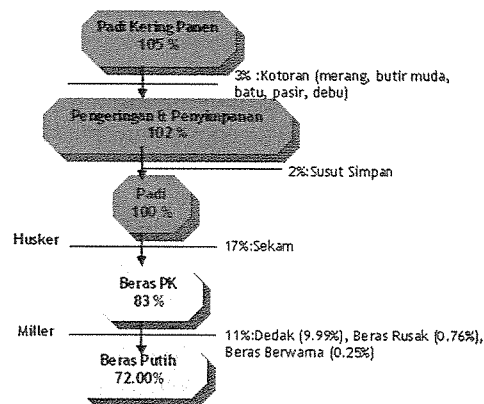 Padi Kering Panen
105 %
3% :Kotoran (merang, butir muda,
batu, pasir, debu)
Pengeringan & Penyimpanan
102 %
2%:Susut Simpan
Padi
100 %
Husker
17%:Sekam
Beras PK
83 %
Miller
11%:Dedak (9.99%), Beras Rusak (0.76%),
Beras Berwarna (0.25%)
Beras Putih
72.00%